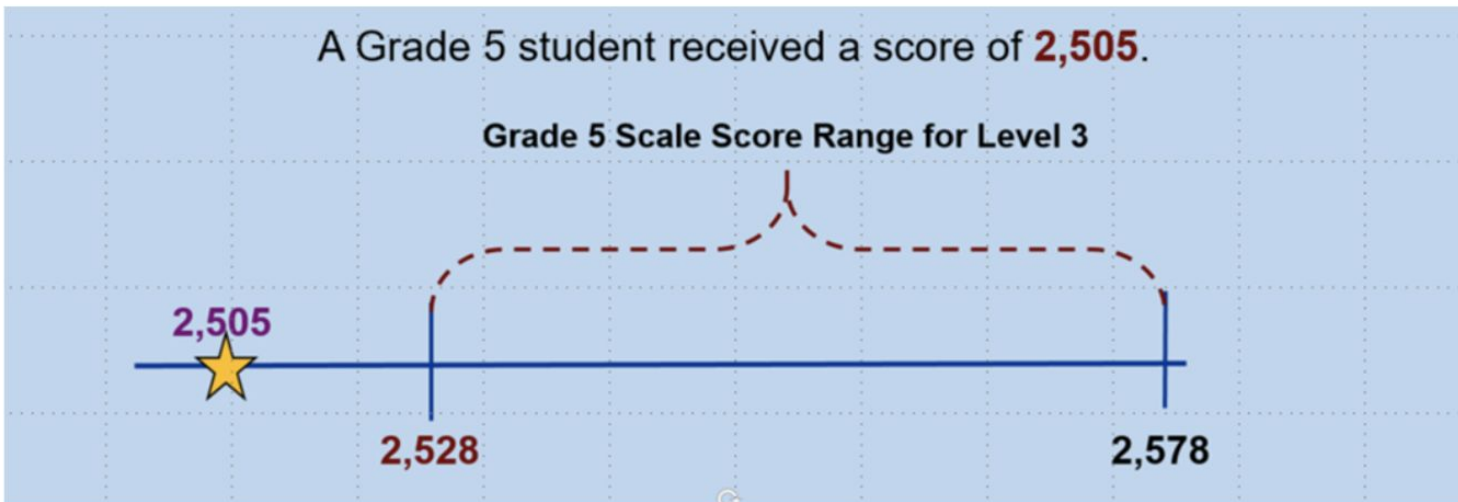 A Grade 5 student received a score of 2,505.
Grade 5 Scale Score Range for Level 3
2,505
2,528
2,578